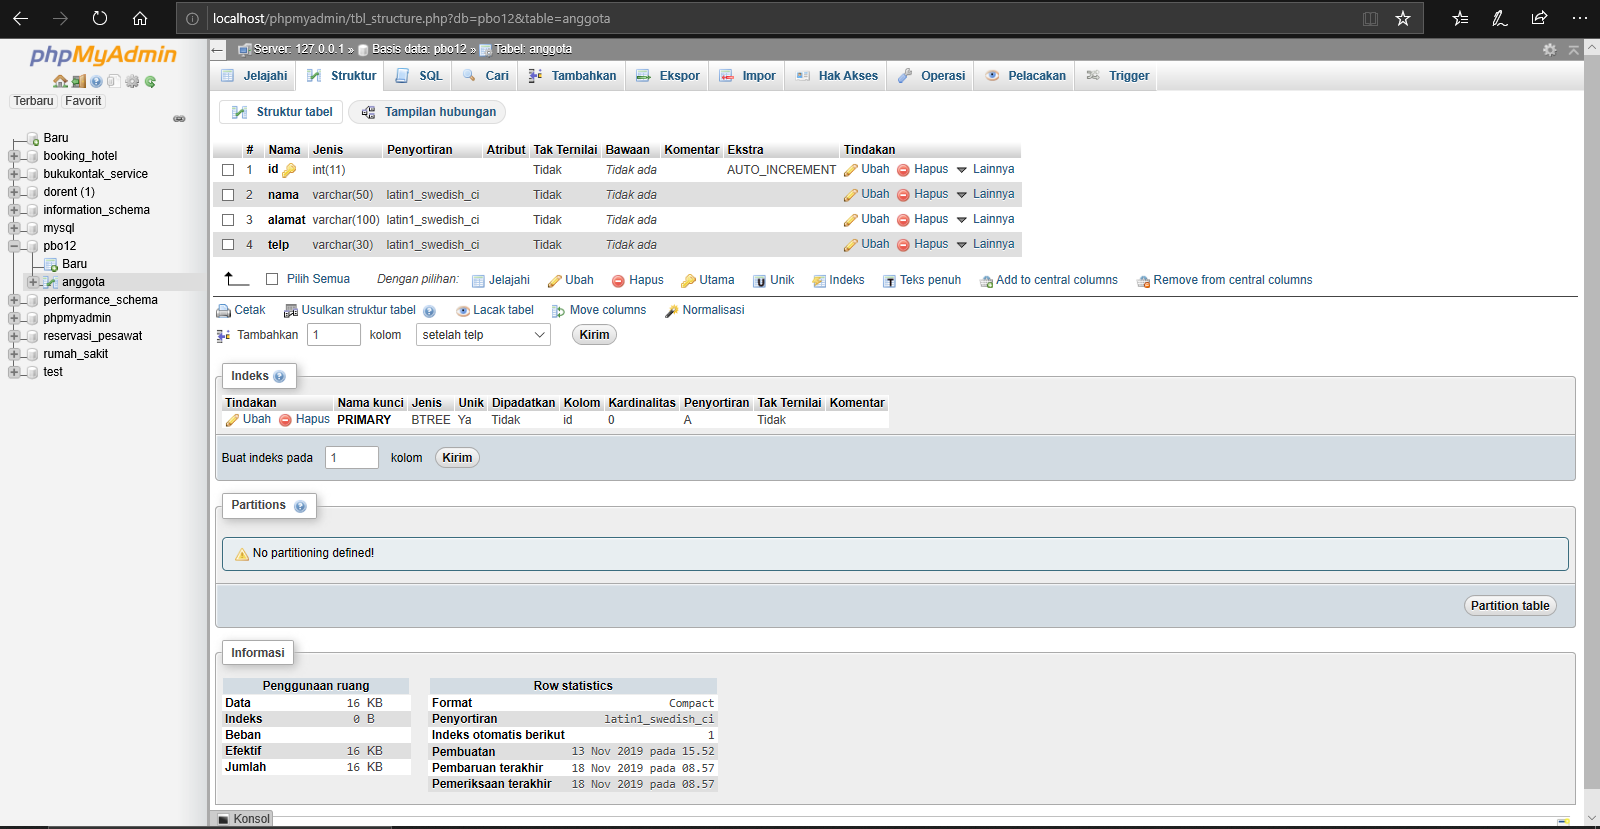 localhost/phpmyadmin/tbl_structure.php?db=pbo12&table=anggota
phpMyAdmin
Terbaru Favorit
Baru
booking_hotel
bukukontak_service
dorent (1)
information_schema
mysql
pbo12
Baru
anggota
performance_schema
phpmyadmin
reservasi_pesawat
rumah_sakit
test
Server: 127.0.0.1 » Basis data: pbo12 » Tabel: anggota
Jelajahi Struktur SQL Cari Tambahkan Ekspor Impor Hak Akses Operasi Pelacakan Trigger
Struktur tabel Tampilan hubungan
# Nama Jenis Penyortiran Atribut Tak Ternilai Bawaan Komentar Ekstra Tindakan
1 id int(11) Tidak Tidak ada AUTO_INCREMENT Ubah Hapus Lainnya
2 nama varchar(50) latin1_swedish_ci Tidak Tidak ada Ubah Hapus Lainnya
3 alamat varchar(100) latin1_swedish_ci Tidak Tidak ada Ubah Hapus Lainnya
4 telp varchar(30) latin1_swedish_ci Tidak Tidak ada Ubah Hapus Lainnya
Pilih Semua Dengan pilihan: Jelajahi Ubah Hapus Utama Unik Indeks Teks penuh Add to central columns Remove from central columns
Cetak Usulkan struktur tabel Lacak tabel Move columns Normalisasi
Tambahkan 1 kolom setelah telp Kirim
Indeks
Tindakan Nama kunci Jenis Unik Dipadatkan Kolom Kardinalitas Penyortiran Tak Ternilai Komentar
Ubah Hapus PRIMARY BTREE Ya Tidak id 0 A Tidak
Buat indeks pada 1 kolom Kirim
Partitions
No partitioning defined!
Partition table
Informasi
Penggunaan ruang
Data 16 KB
Indeks 0 B
Beban
Efektif 16 KB
Jumlah 16 KB
Row statistics
Format Compact
Penyortiran latin1_swedish_ci
Indeks otomatis berikut 1
Pembuatan 13 Nov 2019 pada 15.52
Pembaruan terakhir 18 Nov 2019 pada 08.57
Pemeriksaan terakhir 18 Nov 2019 pada 08.57
Konsol